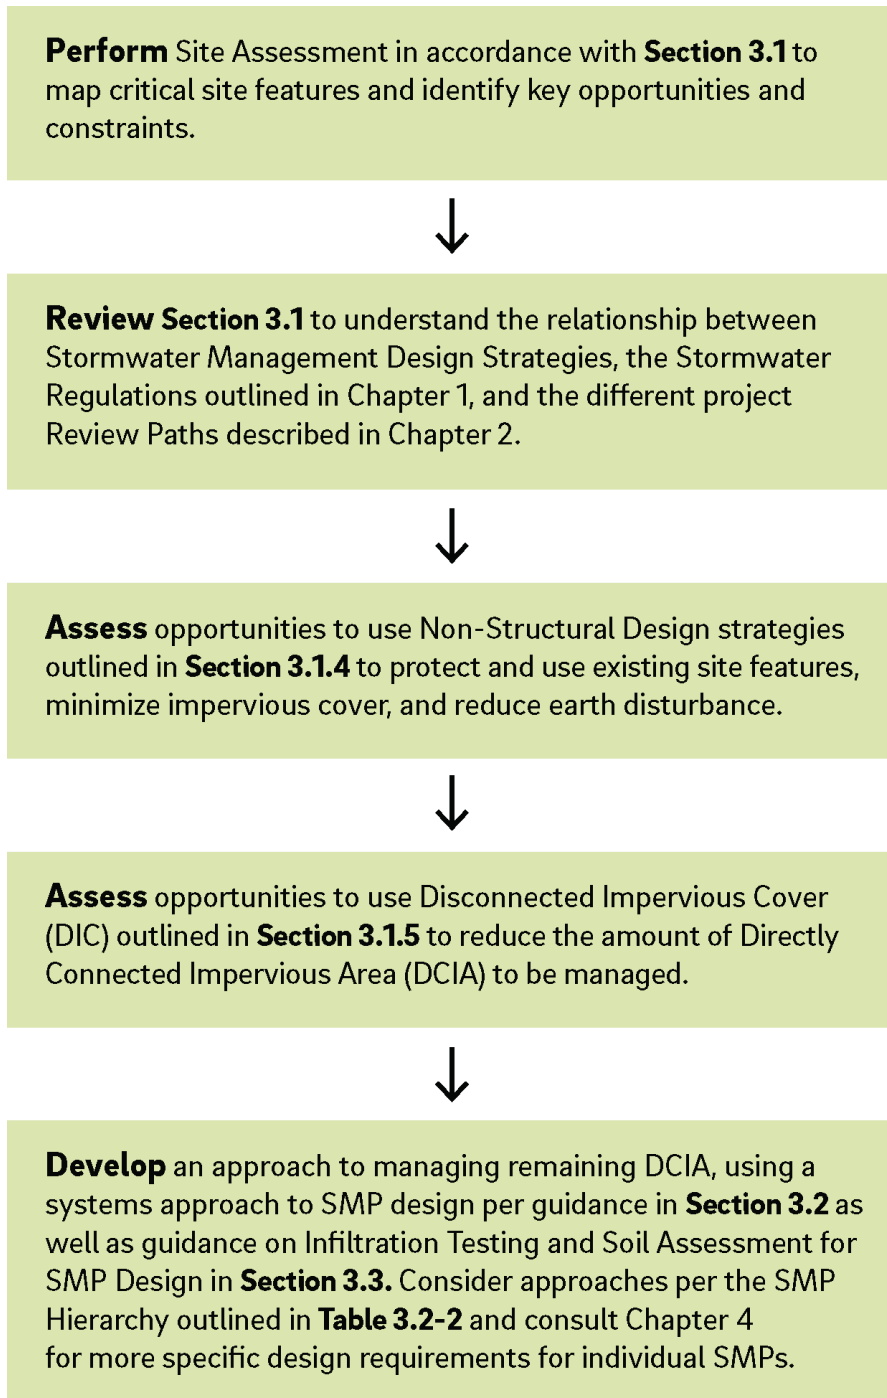 Perform Site Assessment in accordance with Section 3.1 to
map critical site features and identify key opportunities and
constraints.
Review Section 3.1 to understand the relationship between
Stormwater Management Design Strategies, the Stormwater
Regulations outlined in Chapter 1, and the different project
Review Paths described in Chapter 2.
Assess opportunities to use Non-Structural Design strategies
outlined in Section 3.1.4 to protect and use existing site features,
minimize impervious cover, and reduce earth disturbance.
Assess opportunities to use Disconnected Impervious Cover
(DIC) outlined in Section 3.1.5 to reduce the amount of Directly
Connected Impervious Area (DCIA) to be managed.
Develop an approach to managing remaining DCIA, using a
systems approach to SMP design per guidance in Section 3.2 as
well as guidance on Infiltration Testing and Soil Assessment for
SMP Design in Section 3.3. Consider approaches per the SMP
Hierarchy outlined in Table 3.2-2 and consult Chapter 4
for more specific design requirements for individual SMPs.